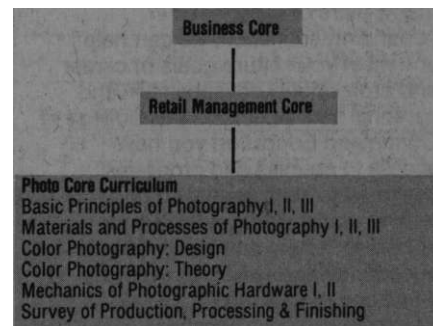 Business Core
Retail Management Core
Photo Core Curriculum
Basic Principles of Photography I, II, III
Materials and Processes of Photography I, II, III
Color Photography: Design
Color Photography: Theory
Mechanics of Photographic Hardware I, II
Survey of Production, Processing & Finishing